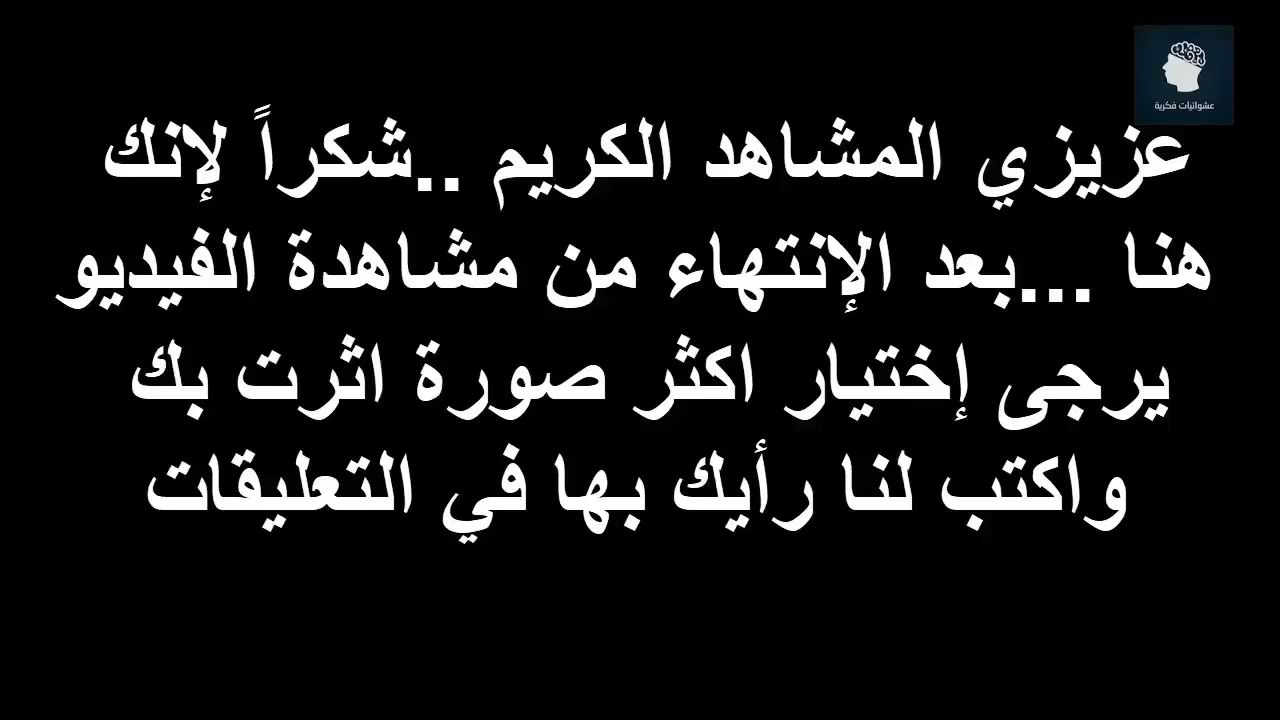 عشوائيات فكرية
عزيزي المشاهد الكريم ..شكراً لإنك
هنا ...بعد الإنتهاء من مشاهدة الفيديو
يرجى إختيار اكثر صورة اثرت بك
واكتب لنا رأيك بها في التعليقات